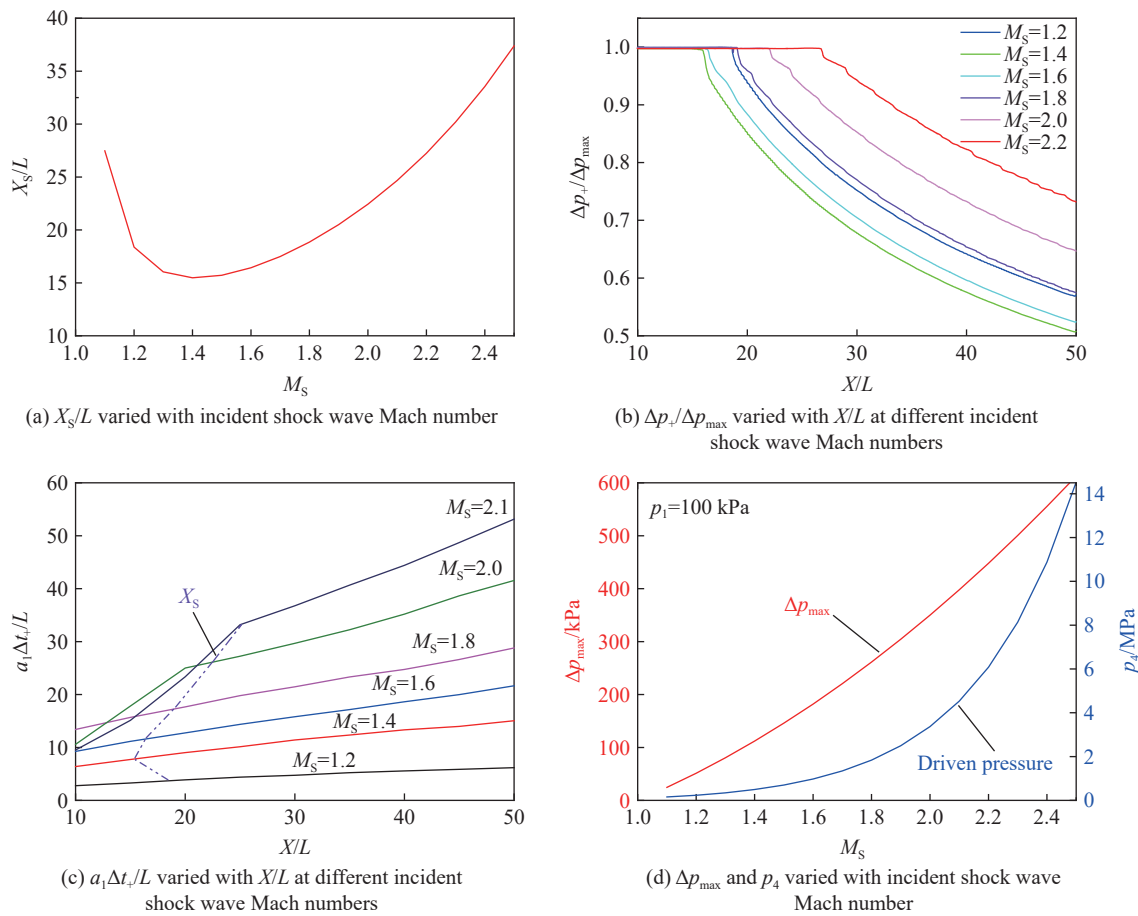 40
35
30
25
20
15
10
X_S/L
1.0 1.2 1.4 1.6 1.8 2.0 2.2 2.4
M_S
(a) X_S/L varied with incident shock wave Mach number
1.0
0.9
0.8
0.7
0.6
0.5
Δp_+/Δp_max
M_S=1.2
M_S=1.4
M_S=1.6
M_S=1.8
M_S=2.0
M_S=2.2
10 20 30 40 50
X/L
(b) Δp_+/Δp_max varied with X/L at different incident
shock wave Mach numbers
60
50
40
30
20
10
0
a_1Δt_+/L
M_S=2.1
M_S=2.0
X_S
M_S=1.8
M_S=1.6
M_S=1.4
M_S=1.2
10 20 30 40 50
X/L
(c) a_1Δt_+/L varied with X/L at different incident
shock wave Mach numbers
600
500
400
300
200
100
0
Δp_max/kPa
p_1=100 kPa
Δp_max
Driven pressure
14
12
10
8
6
4
2
0
p_4/MPa
1.0 1.2 1.4 1.6 1.8 2.0 2.2 2.4
M_S
(d) Δp_max and p_4 varied with incident shock wave
Mach number